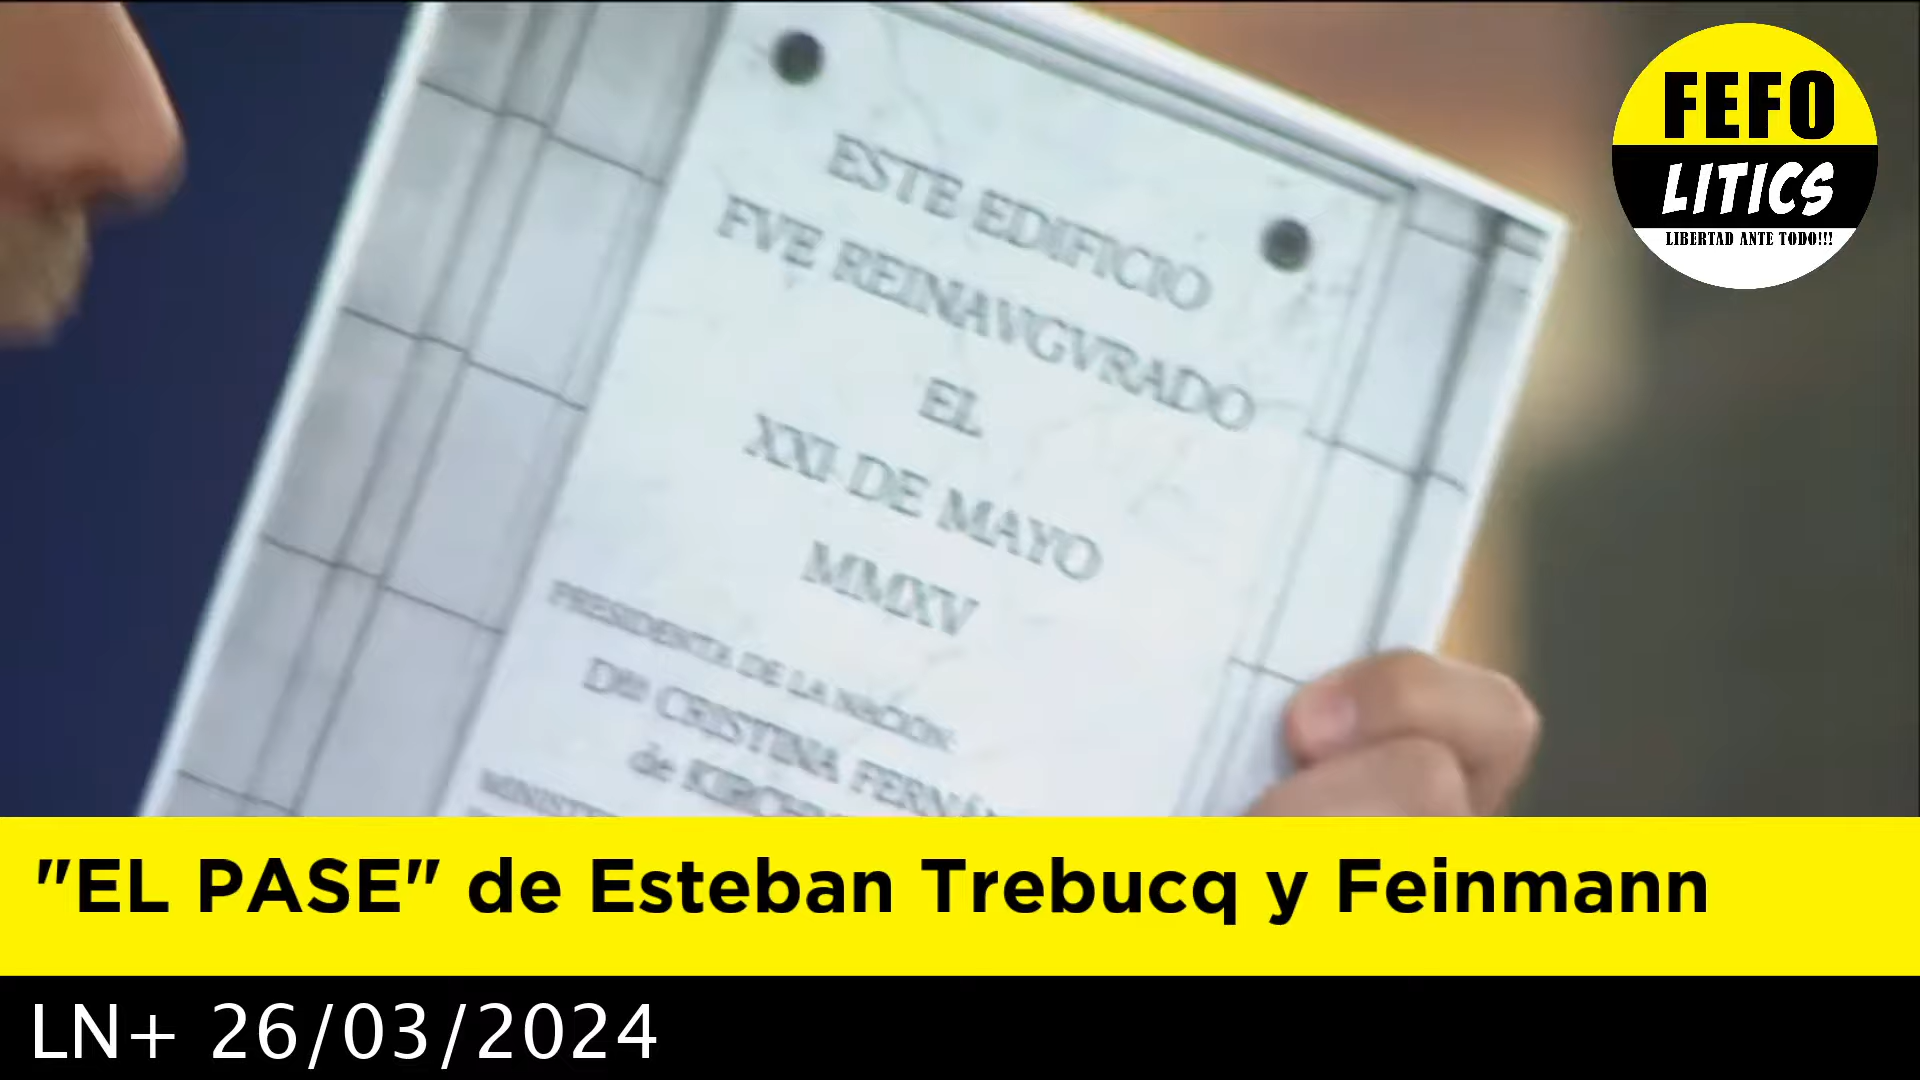 ESTE EDIFICIO
FVE REINAVGVRADO
EL
XXI DE MAYO
MMXV
PRESIDENTA DE LA NACIÓN:
CRISTINA
de
FEFO
LITICS
LIBERTAD ANTE TODO!!!
"EL PASE" de Esteban Trebucq y Feinmann
LN+ 26/03/2024